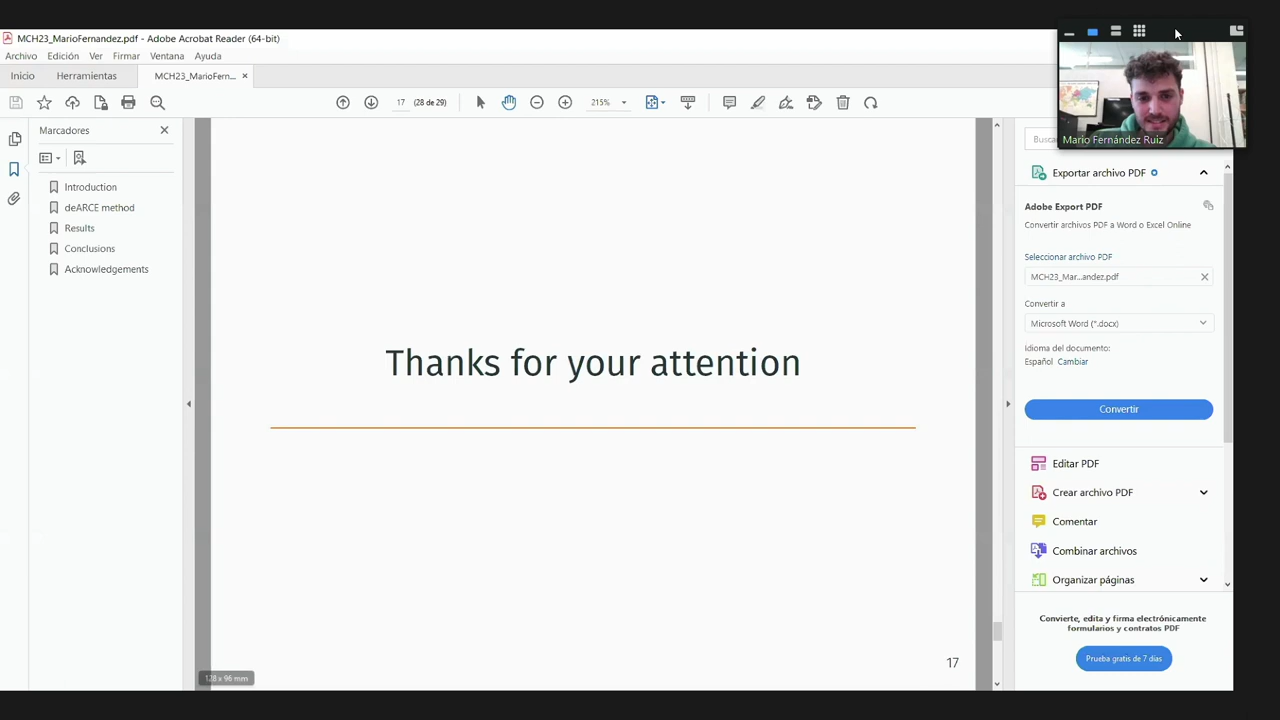 MCH23_MarioFernandez.pdf - Adobe Acrobat Reader (64-bit)
Archivo Edición Ver Firmar Ventana Ayuda
Inicio Herramientas MCH23_MarioFern...
17 (28 de 29) 215%
Marcadores
Introduction
deARCE method
Results
Conclusions
Acknowledgements
Thanks for your attention
17
128 x 96 mm
Mario Fernández Ruiz
Exportar archivo PDF
Adobe Export PDF
Convertir archivos PDF a Word o Excel Online
Seleccionar archivo PDF
MCH23_Mar...andez.pdf
Convertir a
Microsoft Word (*.docx)
Idioma del documento:
Español Cambiar
Convertir
Editar PDF
Crear archivo PDF
Comentar
Combinar archivos
Organizar páginas
Convierte, edita y firma electrónicamente
formularios y contratos PDF
Prueba gratis de 7 días